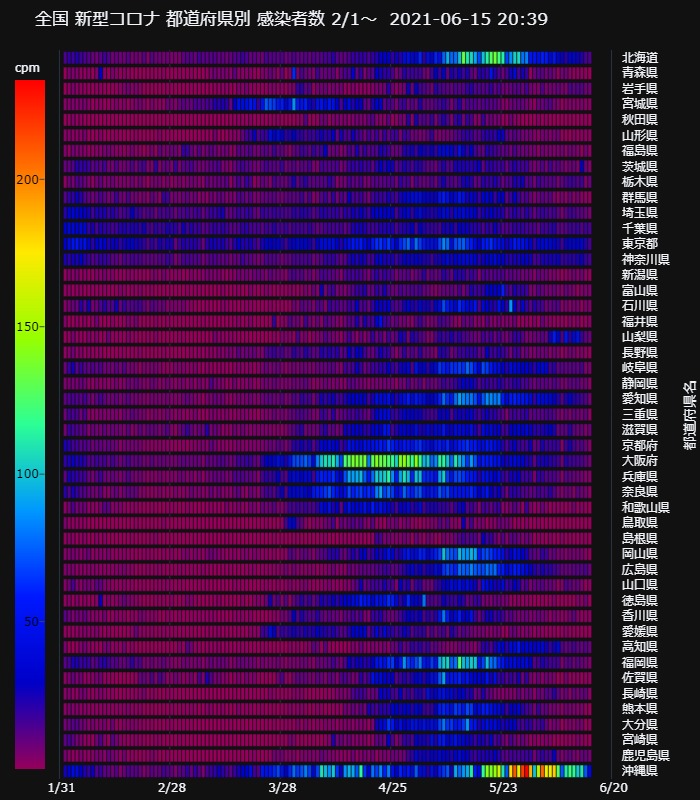 全国 新型コロナ 都道府県別 感染者数 2/1〜 2021-06-15 20:39
cpm
200
150
100
50
北海道
青森県
岩手県
宮城県
秋田県
山形県
福島県
茨城県
栃木県
群馬県
埼玉県
千葉県
東京都
神奈川県
新潟県
富山県
石川県
福井県
山梨県
長野県
岐阜県
静岡県
愛知県
三重県
滋賀県
京都府
大阪府
兵庫県
奈良県
和歌山県
鳥取県
島根県
岡山県
広島県
山口県
徳島県
香川県
愛媛県
高知県
福岡県
佐賀県
長崎県
熊本県
大分県
宮崎県
鹿児島県
沖縄県
都道府県名
1/31 2/28 3/28 4/25 5/23 6/20